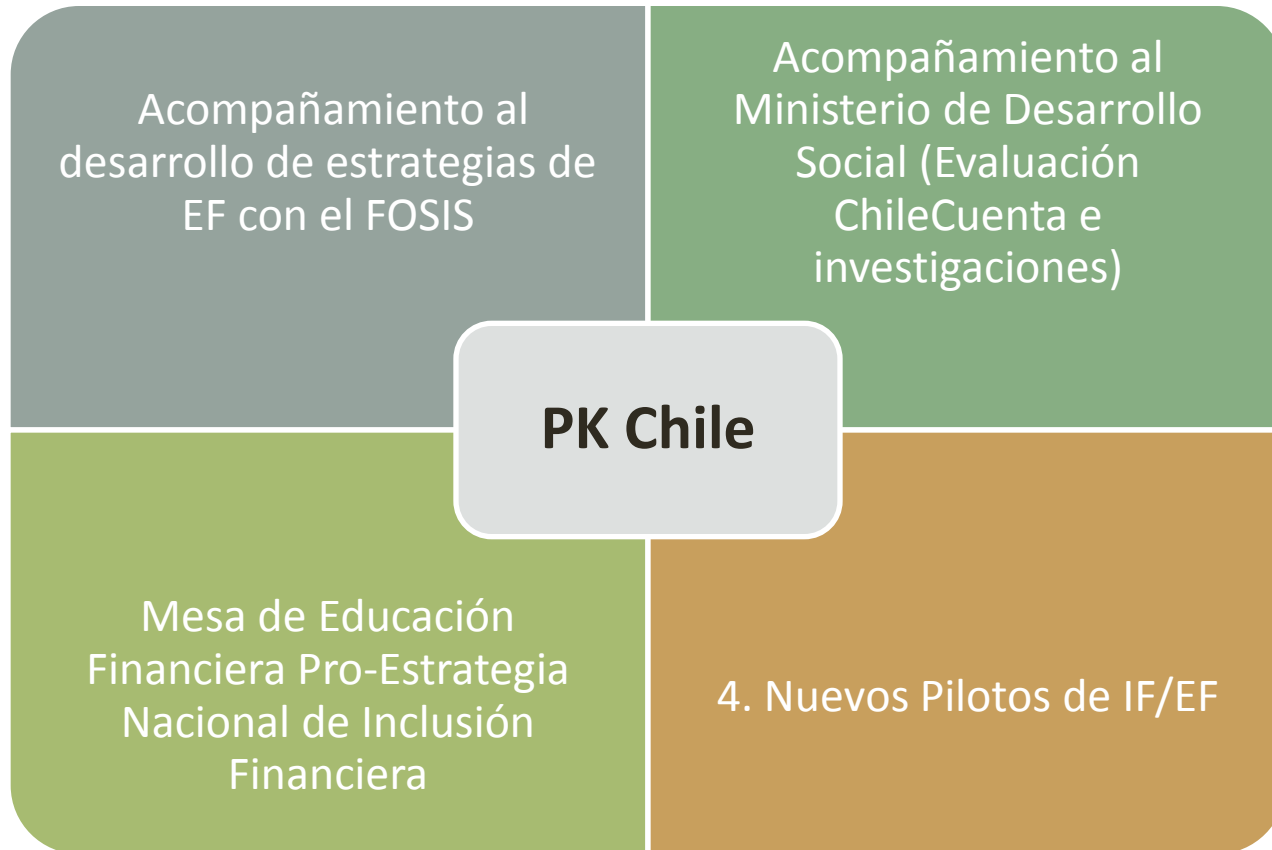 Acompañamiento al
desarrollo de estrategias de
EF con el FOSIS
Acompañamiento al
Ministerio de Desarrollo
Social (Evaluación
ChileCuenta e
investigaciones)
PK Chile
Mesa de Educación
Financiera Pro-Estrategia
Nacional de Inclusión
Financiera
4. Nuevos Pilotos de IF/EF